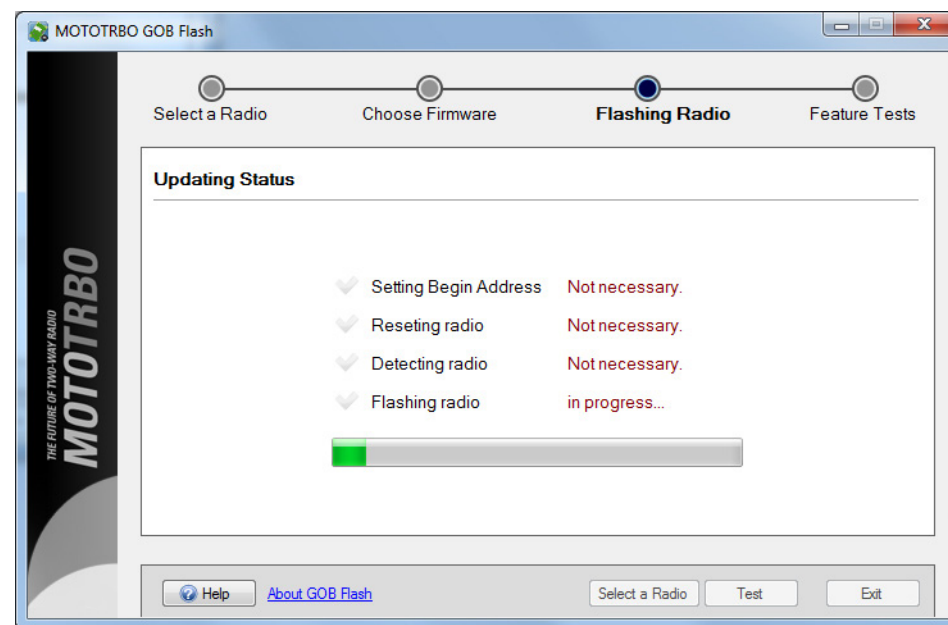 MOTOTRBO GOB Flash
Select a Radio
Choose Firmware
Flashing Radio
Feature Tests
Updating Status
Setting Begin Address Not necessary.
Reseting radio Not necessary.
Detecting radio Not necessary.
Flashing radio in progress...
THE FUTURE OF TWO-WAY RADIO
MOTOTRBO
Help
About GOB Flash
Select a Radio
Test
Exit